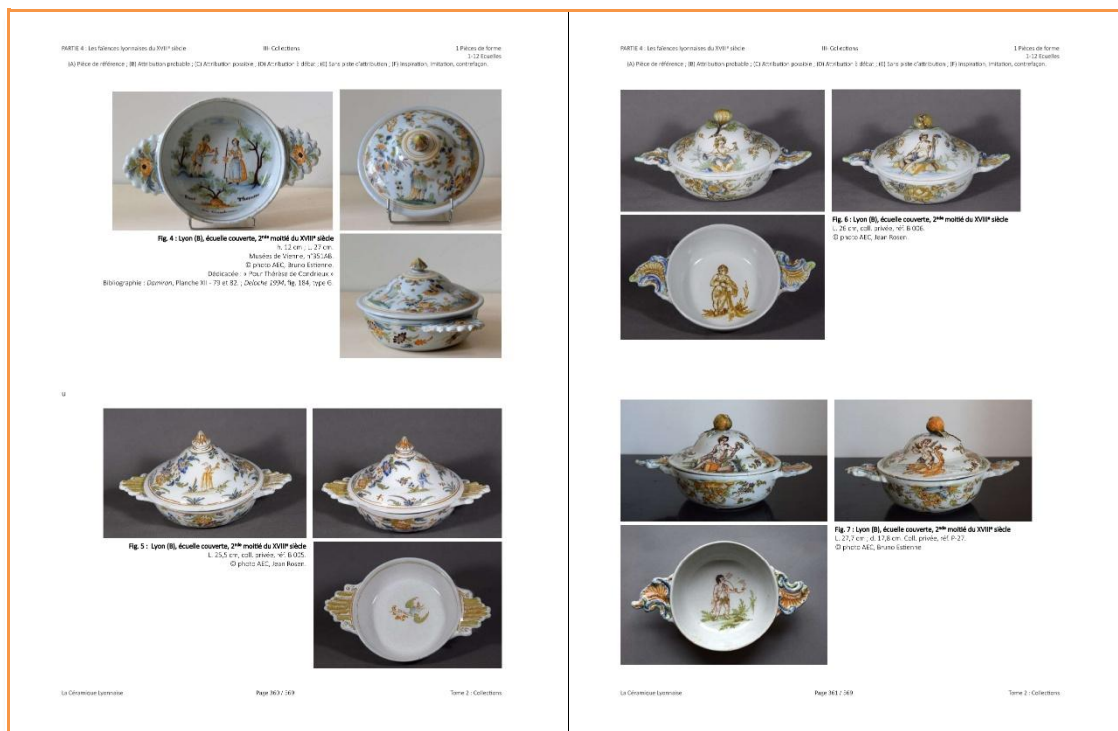 PARTIE 4 : Les faïences lyonnaises du XVIIIe siècle III- Collections 1 Pièces de forme
1-12 Ecuelles
(A) Pièce de référence ; (B) Attribution probable ; (C) Attribution possible ; (D) Attribution à débat ; (E) Sans piste d'attribution ; (F) Inspiration, imitation, contrefaçon.
Pour Thérèse
Fig. 4 : Lyon (B), écuelle couverte, 2nde moitié du XVIIIe siècle
h. 12 cm ; L. 27 cm.
Musées de Vienne, n°351AB.
© photo AEC, Bruno Estienne.
Dédicacée : « Pour Thérèse de Condrieux »
Bibliographie : Damiron, Planche XII - 79 et 82. ; Deloche 1994, fig. 184, type G.
Fig. 5 : Lyon (B), écuelle couverte, 2nde moitié du XVIIIe siècle
L. 25,5 cm, coll. privée, réf. B 005.
© photo AEC, Jean Rosen.
La Céramique Lyonnaise Page 360 / 369 Tome 2 : Collections
PARTIE 4 : Les faïences lyonnaises du XVIIIe siècle III- Collections 1 Pièces de forme
1-12 Ecuelles
(A) Pièce de référence ; (B) Attribution probable ; (C) Attribution possible ; (D) Attribution à débat ; (E) Sans piste d'attribution ; (F) Inspiration, imitation, contrefaçon.
Fig. 6 : Lyon (B), écuelle couverte, 2nde moitié du XVIIIe siècle
L. 26 cm, coll. privée, réf. B 006.
© photo AEC, Jean Rosen.
Fig. 7 : Lyon (B), écuelle couverte, 2nde moitié du XVIIIe siècle
L. 27,7 cm ; d. 17,8 cm. Coll. privée, réf. P-27.
© photo AEC, Bruno Estienne
La Céramique Lyonnaise Page 361 / 369 Tome 2 : Collections